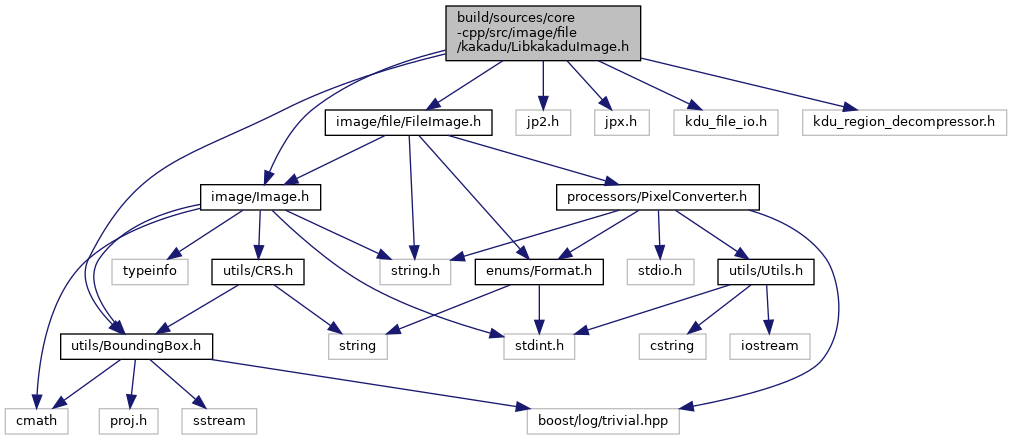 build/sources/core
-cpp/src/image/file
/kakadu/LibkakaduImage.h
image/file/FileImage.h
jp2.h
jpx.h
kdu_file_io.h
kdu_region_decompressor.h
image/Image.h
processors/PixelConverter.h
typeinfo
utils/CRS.h
string.h
enums/Format.h
stdio.h
utils/Utils.h
utils/BoundingBox.h
string
stdint.h
cstring
iostream
cmath
proj.h
sstream
boost/log/trivial.hpp